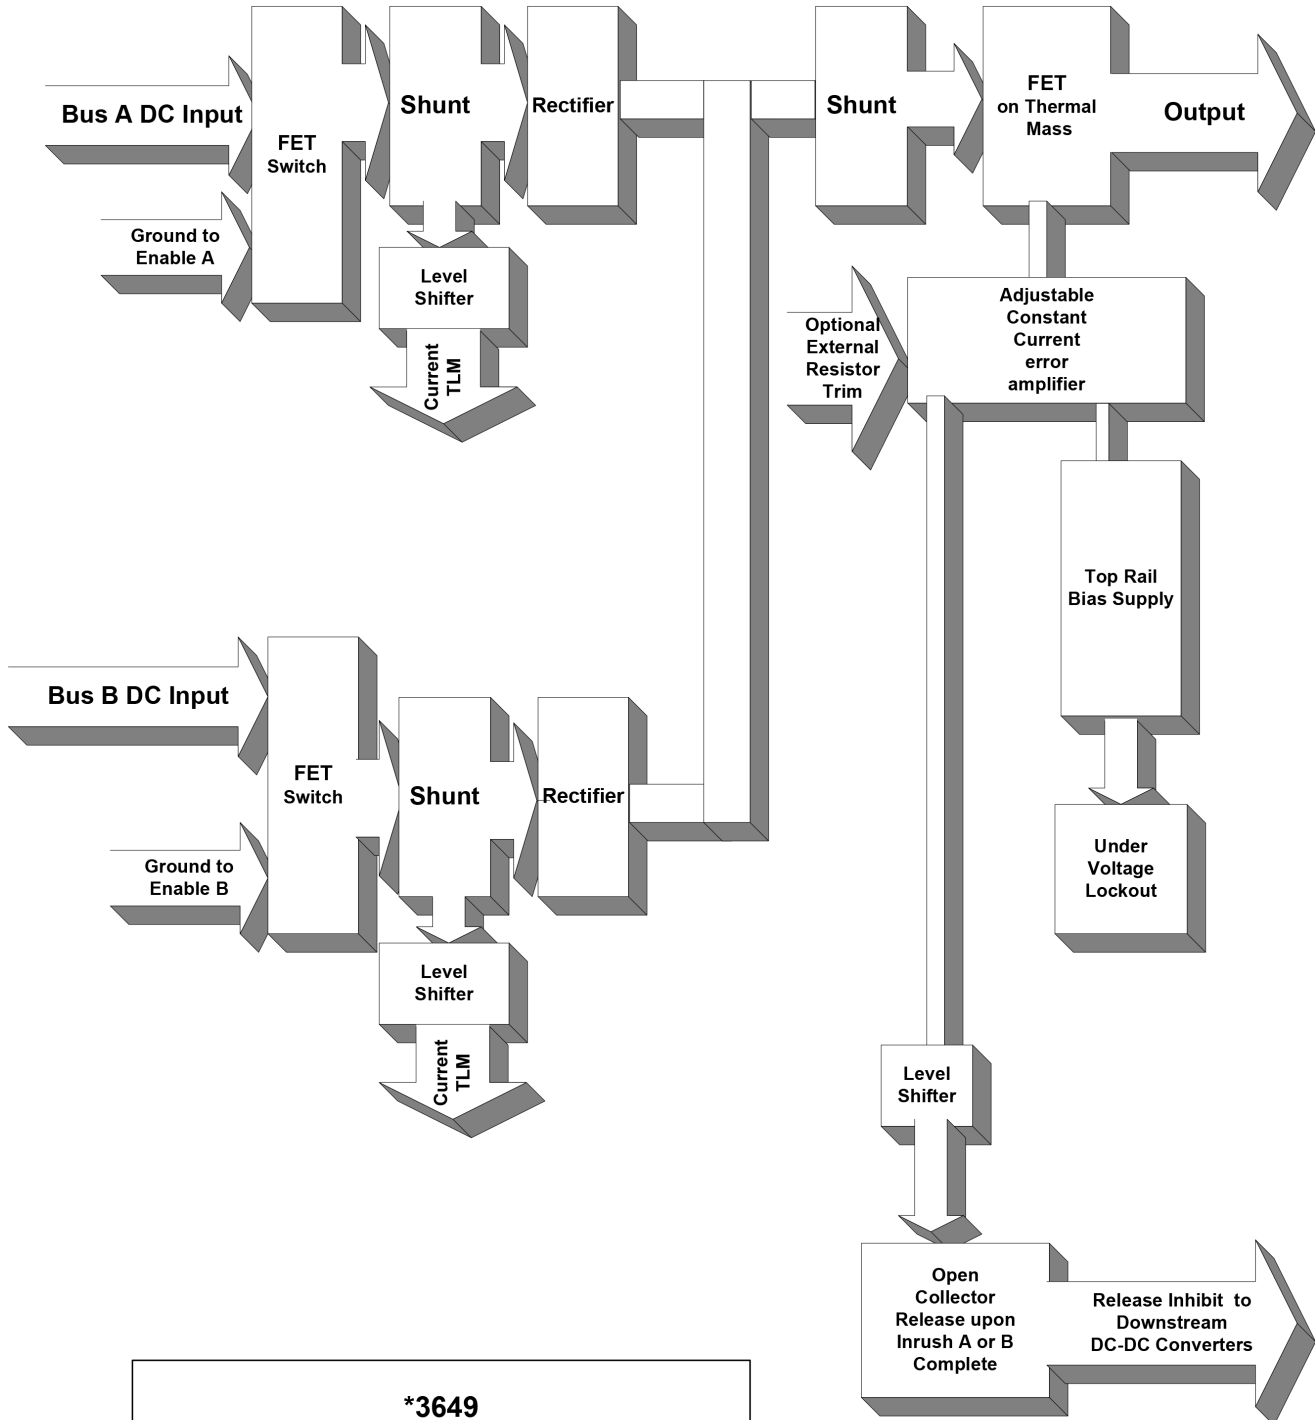 Bus A DC Input
Ground to
Enable A
FET
Switch
Shunt
Rectifier
Level
Shifter
Current
TLM
Shunt
FET
on Thermal
Mass
Output
Optional
External
Resistor
Trim
Adjustable
Constant
Current
error
amplifier
Top Rail
Bias Supply
Under
Voltage
Lockout
Bus B DC Input
Ground to
Enable B
FET
Switch
Shunt
Rectifier
Level
Shifter
Current
TLM
Level
Shifter
Open
Collector
Release upon
Inrush A or B
Complete
Release Inhibit to
Downstream
DC-DC Converters
*3649